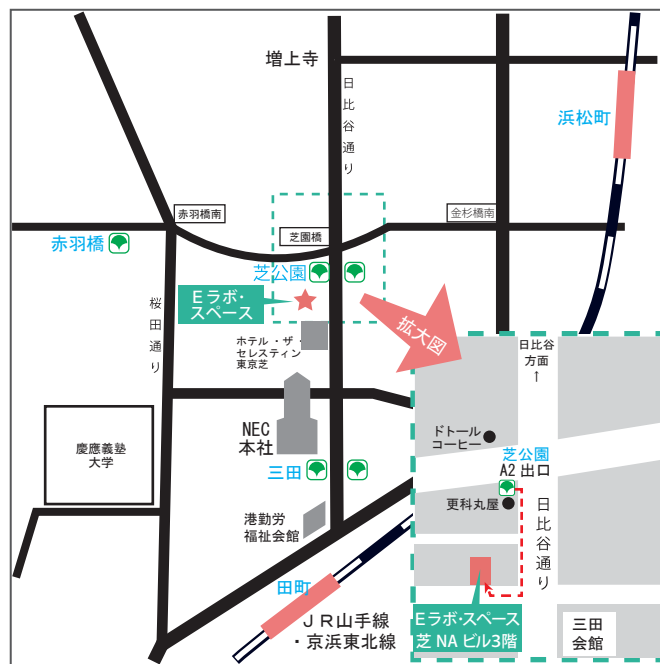 増上寺
日比谷通り
浜松町
赤羽橋南
金杉橋南
芝園橋
赤羽橋
芝公園
Eラボ・
スペース
桜田通り
拡大図
ホテル・ザ・
セレスティン
東京芝
日比谷
方面
↑
NEC
本社
ドトール
コーヒー
慶應義塾
大学
芝公園
A2 出口
三田
更科丸屋
日比谷通り
港勤労
福祉会館
田町
JR山手線
・京浜東北線
Eラボ・スペース
芝 NA ビル3階
三田
会館